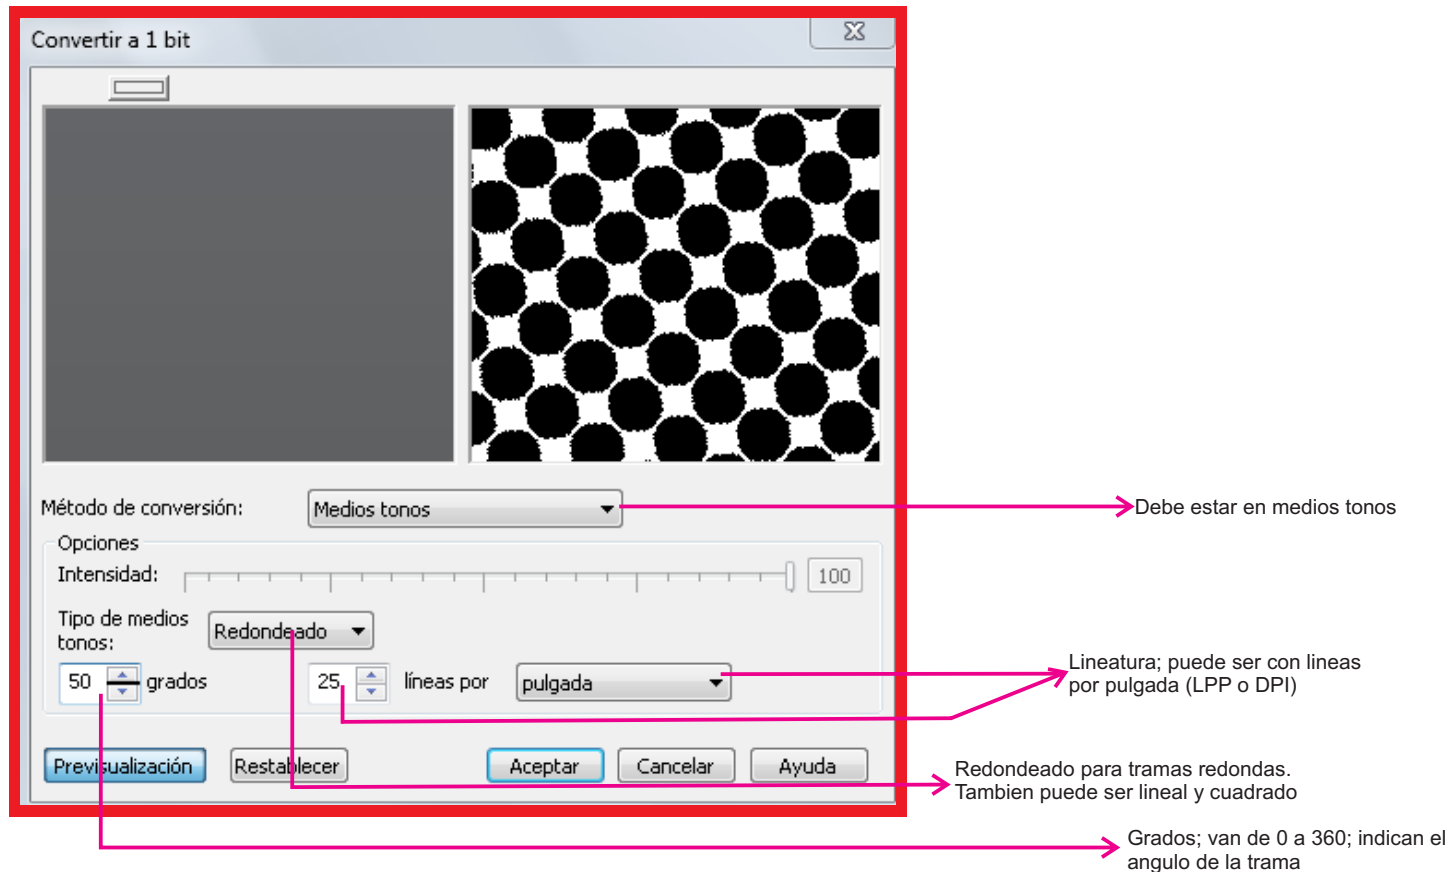 Convertir a 1 bit
Método de conversión:
Medios tonos
Debe estar en medios tonos
Opciones
Intensidad:
100
Tipo de medios
tonos:
Redondeado
50 grados
25 líneas por
pulgada
Lineatura; puede ser con lineas
por pulgada (LPP o DPI)
Previsualización
Restablecer
Aceptar
Cancelar
Ayuda
Redondeado para tramas redondas.
Tambien puede ser lineal y cuadrado
Grados; van de 0 a 360; indican el
angulo de la trama